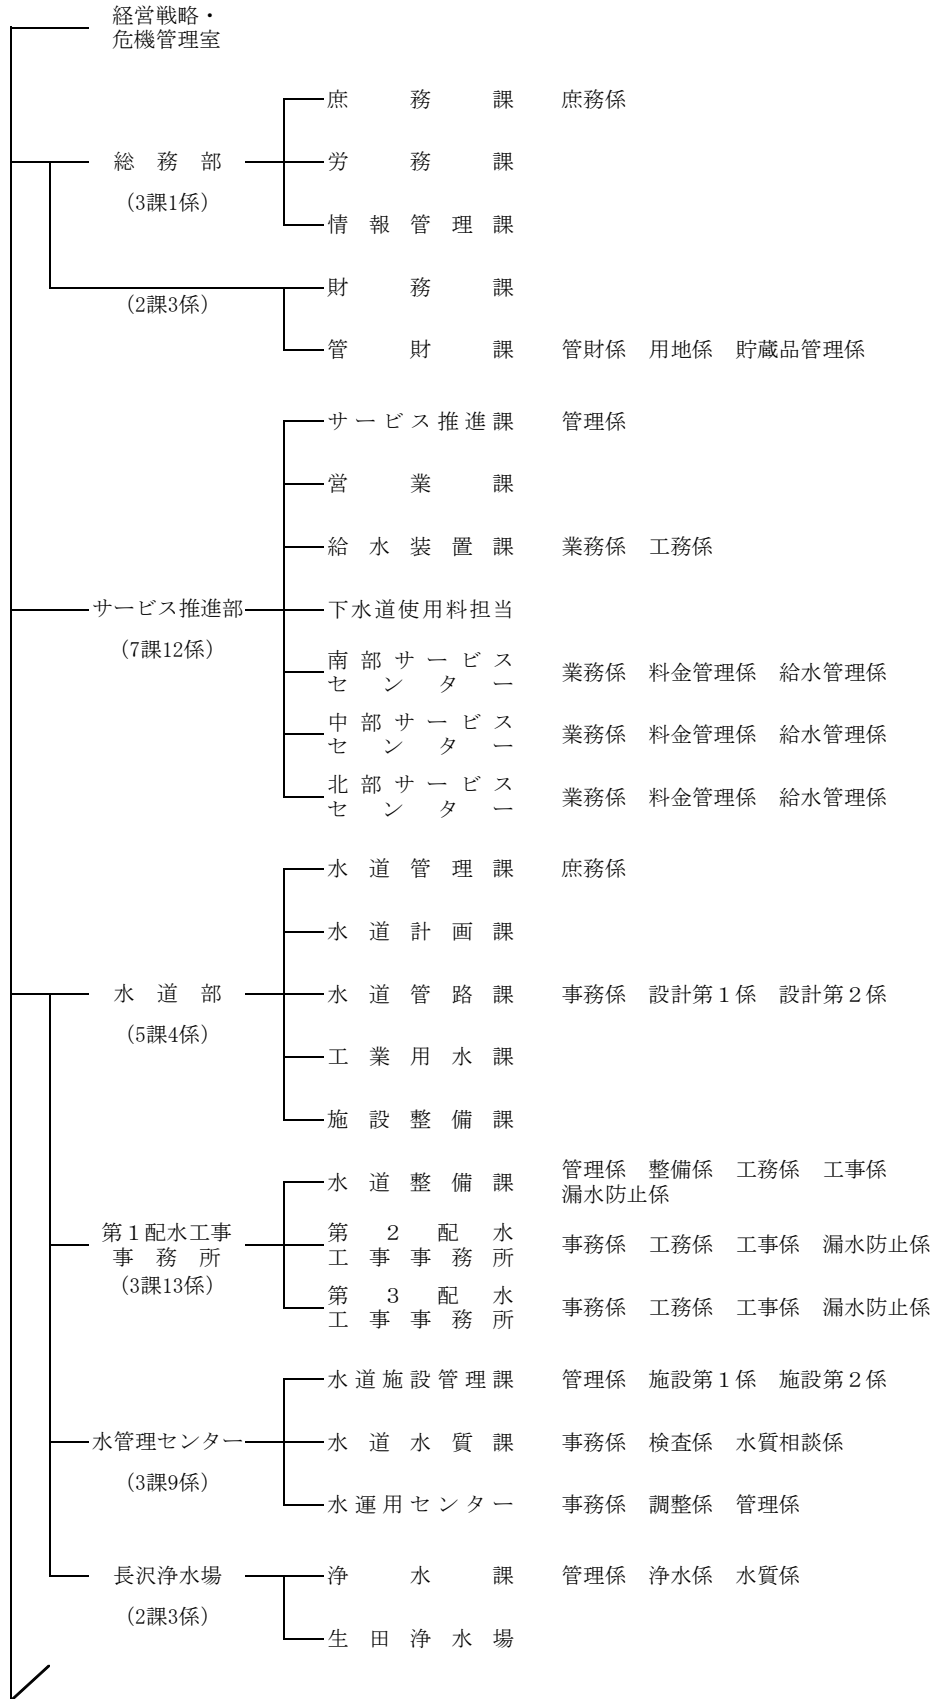 経営戦略・
危機管理室
庶務課 庶務係
総務部 労務課
(3課1係)
情報管理課
財務課
(2課3係)
管財課 管財係 用地係 貯蔵品管理係
サービス推進課 管理係
営業課
給水装置課 業務係 工務係
サービス推進部 下水道使用料担当
(7課12係)
南部サービス
センター 業務係 料金管理係 給水管理係
中部サービス
センター 業務係 料金管理係 給水管理係
北部サービス
センター 業務係 料金管理係 給水管理係
水道管理課 庶務係
水道計画課
水道部 水道管路課 事務係 設計第1係 設計第2係
(5課4係)
工業用水課
施設整備課
水道整備課 管理係 整備係 工務係 工事係
漏水防止係
第1配水工事
事務所
(3課13係)
第2配水
工事事務所 事務係 工務係 工事係 漏水防止係
第3配水
工事事務所 事務係 工務係 工事係 漏水防止係
水道施設管理課 管理係 施設第1係 施設第2係
水管理センター 水道水質課 事務係 検査係 水質相談係
(3課9係)
水運用センター 事務係 調整係 管理係
長沢浄水場 浄水課 管理係 浄水係 水質係
(2課3係)
生田浄水場